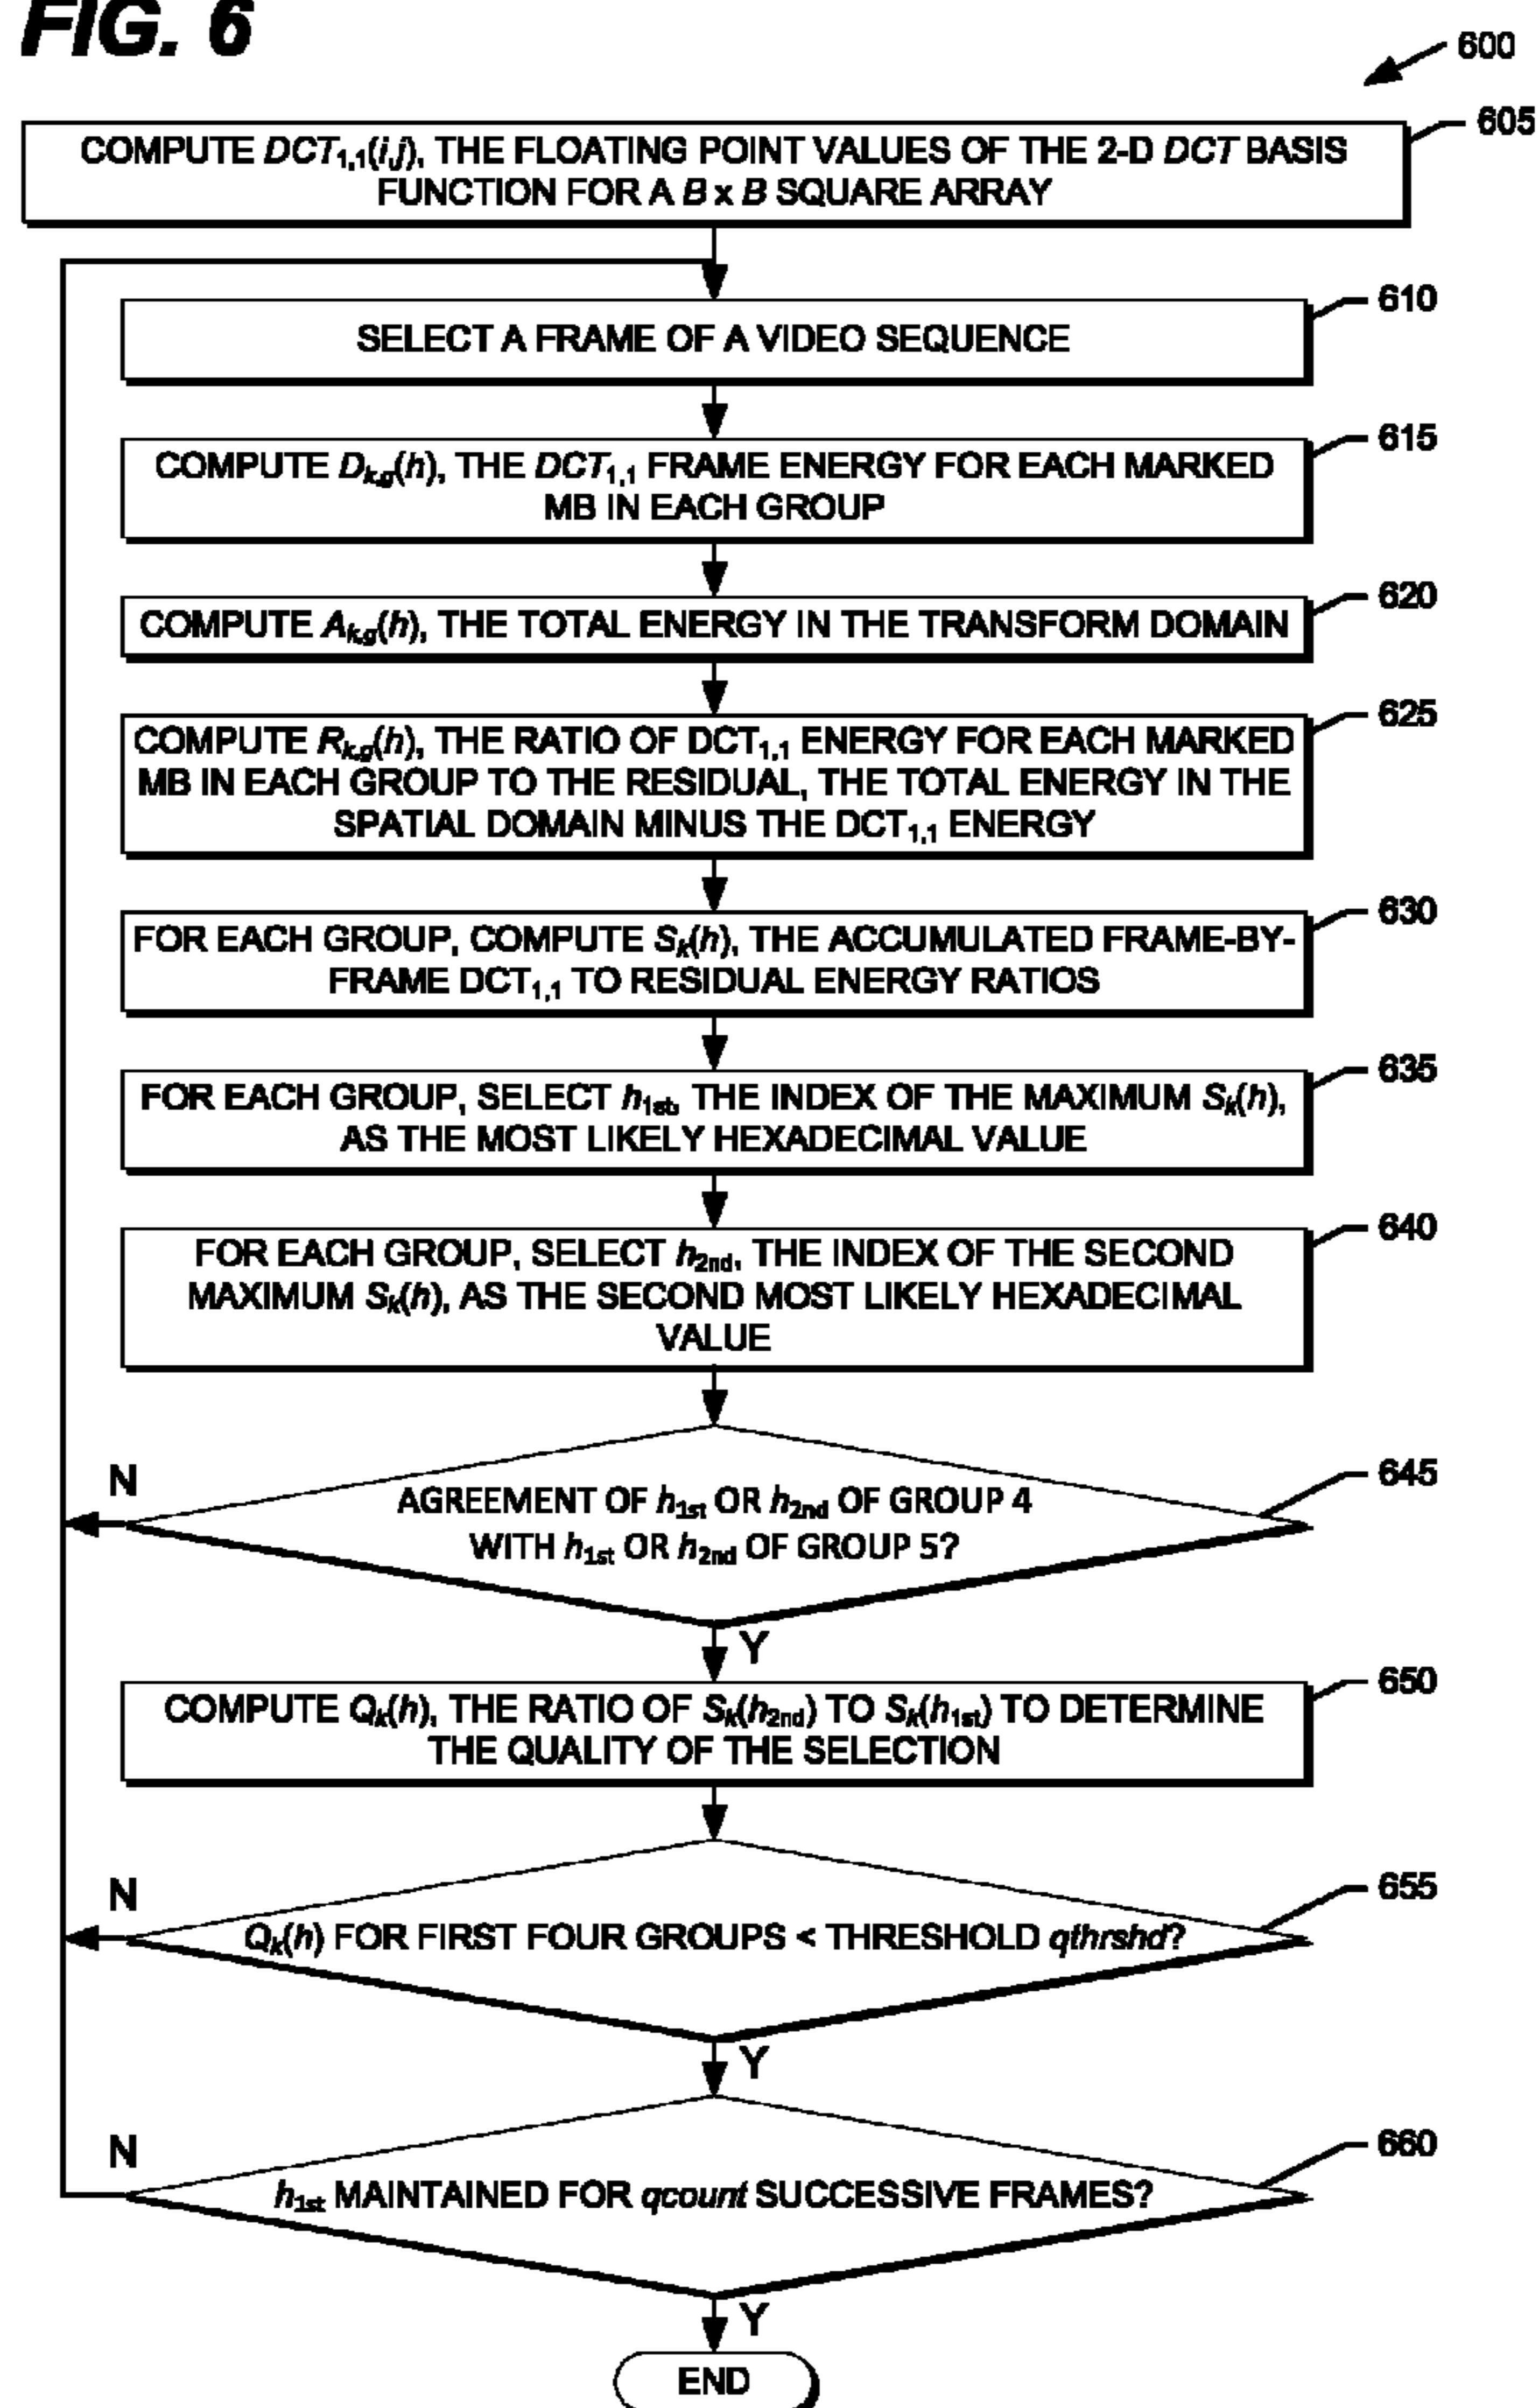 FIG. 6
600
605
COMPUTE DCT1,1(i,j), THE FLOATING POINT VALUES OF THE 2-D DCT BASIS
FUNCTION FOR A B x B SQUARE ARRAY
610
SELECT A FRAME OF A VIDEO SEQUENCE
615
COMPUTE Dk,g(h), THE DCT1,1 FRAME ENERGY FOR EACH MARKED
MB IN EACH GROUP
620
COMPUTE Ak,g(h), THE TOTAL ENERGY IN THE TRANSFORM DOMAIN
625
COMPUTE Rk,g(h), THE RATIO OF DCT1,1 ENERGY FOR EACH MARKED
MB IN EACH GROUP TO THE RESIDUAL, THE TOTAL ENERGY IN THE
SPATIAL DOMAIN MINUS THE DCT1,1 ENERGY
630
FOR EACH GROUP, COMPUTE Sk(h), THE ACCUMULATED FRAME-BY-
FRAME DCT1,1 TO RESIDUAL ENERGY RATIOS
635
FOR EACH GROUP, SELECT h1st, THE INDEX OF THE MAXIMUM Sk(h),
AS THE MOST LIKELY HEXADECIMAL VALUE
640
FOR EACH GROUP, SELECT h2nd, THE INDEX OF THE SECOND
MAXIMUM Sk(h), AS THE SECOND MOST LIKELY HEXADECIMAL
VALUE
645
N
AGREEMENT OF h1st OR h2nd OF GROUP 4
WITH h1st OR h2nd OF GROUP 5?
Y
650
COMPUTE Qk(h), THE RATIO OF Sk(h2nd) TO Sk(h1st) TO DETERMINE
THE QUALITY OF THE SELECTION
655
N
Qk(h) FOR FIRST FOUR GROUPS < THRESHOLD qthrshd?
Y
660
N
h1st MAINTAINED FOR qcount SUCCESSIVE FRAMES?
Y
END